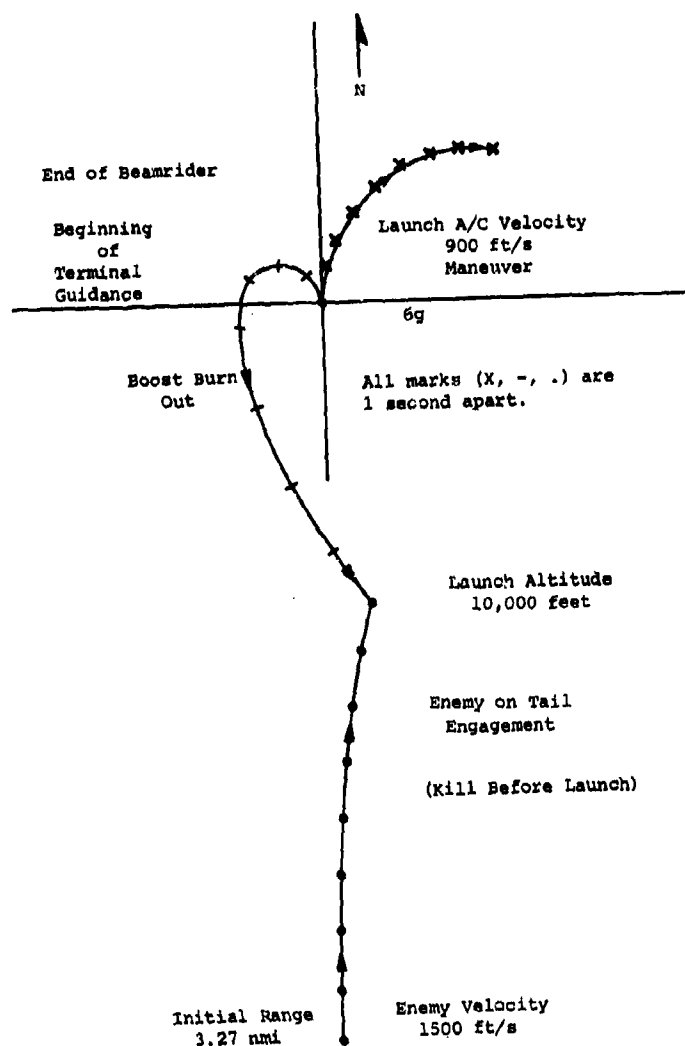 N
End of Beamrider
Beginning
of
Terminal
Guidance
Launch A/C Velocity
900 ft/s
Maneuver
6g
Boost Burn
Out
All marks (X, -, .) are
1 second apart.
Launch Altitude
10,000 feet
Enemy on Tail
Engagement
(Kill Before Launch)
Initial Range
3.27 nmi
Enemy Velocity
1500 ft/s